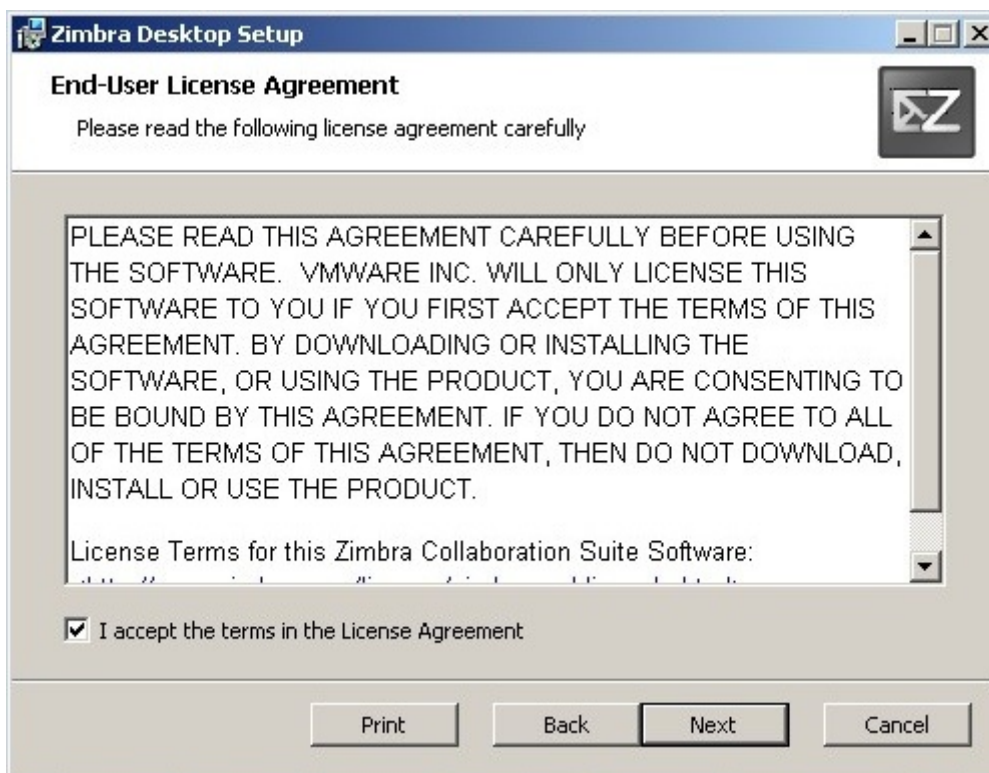 Zimbra Desktop Setup
End-User License Agreement
Please read the following license agreement carefully
Z
PLEASE READ THIS AGREEMENT CAREFULLY BEFORE USING
THE SOFTWARE.  VMWARE INC. WILL ONLY LICENSE THIS
SOFTWARE TO YOU IF YOU FIRST ACCEPT THE TERMS OF THIS
AGREEMENT. BY DOWNLOADING OR INSTALLING THE
SOFTWARE, OR USING THE PRODUCT, YOU ARE CONSENTING TO
BE BOUND BY THIS AGREEMENT. IF YOU DO NOT AGREE TO ALL
OF THE TERMS OF THIS AGREEMENT, THEN DO NOT DOWNLOAD,
INSTALL OR USE THE PRODUCT.
License Terms for this Zimbra Collaboration Suite Software:
I accept the terms in the License Agreement
Print Back Next Cancel